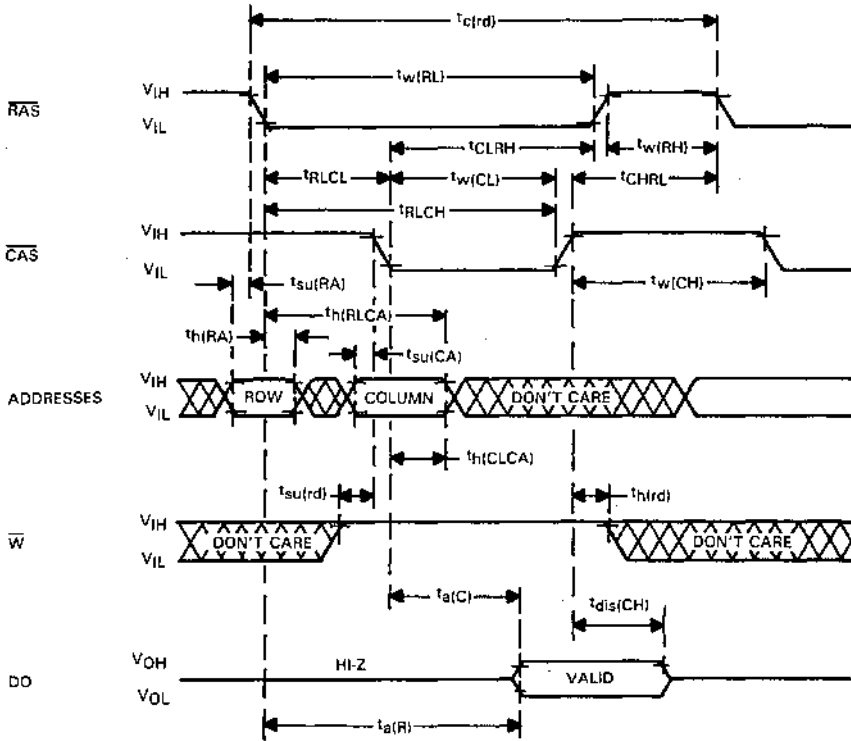 tc(rd)
VIH
tw(RL)
RAS
VIL
tCLRH
tw(RH)
tRLCL
tw(CL)
tCHRL
tRLCH
VIH
CAS
VIL
tsu(RA)
tw(CH)
th(RLCA)
th(RA)
tsu(CA)
VIH
ADDRESSES
ROW
COLUMN
DON'T CARE
VIL
th(CLCA)
tsu(rd)
th(rd)
VIH
W
DON'T CARE
DON'T CARE
VIL
ta(C)
tdis(CH)
VOH
HI-Z
DO
VALID
VOL
ta(R)